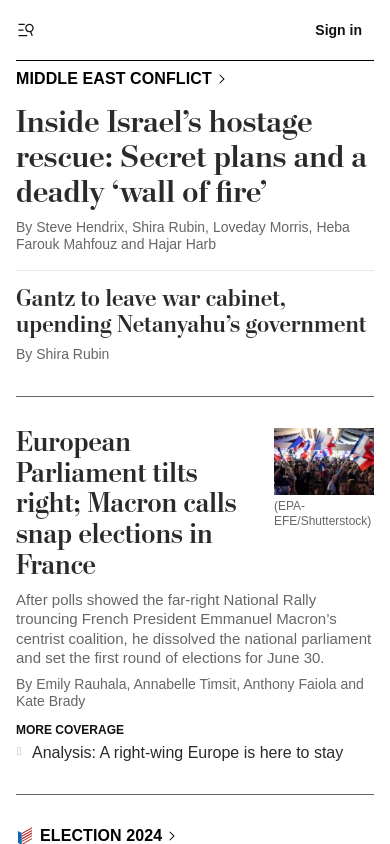 Sign in
MIDDLE EAST CONFLICT
Inside Israel’s hostage
rescue: Secret plans and a
deadly ‘wall of fire’
By Steve Hendrix, Shira Rubin, Loveday Morris, Heba
Farouk Mahfouz and Hajar Harb
Gantz to leave war cabinet,
upending Netanyahu’s government
By Shira Rubin
European
Parliament tilts
right; Macron calls
snap elections in
France
(EPA-
EFE/Shutterstock)
After polls showed the far-right National Rally
trouncing French President Emmanuel Macron’s
centrist coalition, he dissolved the national parliament
and set the first round of elections for June 30.
By Emily Rauhala, Annabelle Timsit, Anthony Faiola and
Kate Brady
MORE COVERAGE
Analysis: A right-wing Europe is here to stay
ELECTION 2024